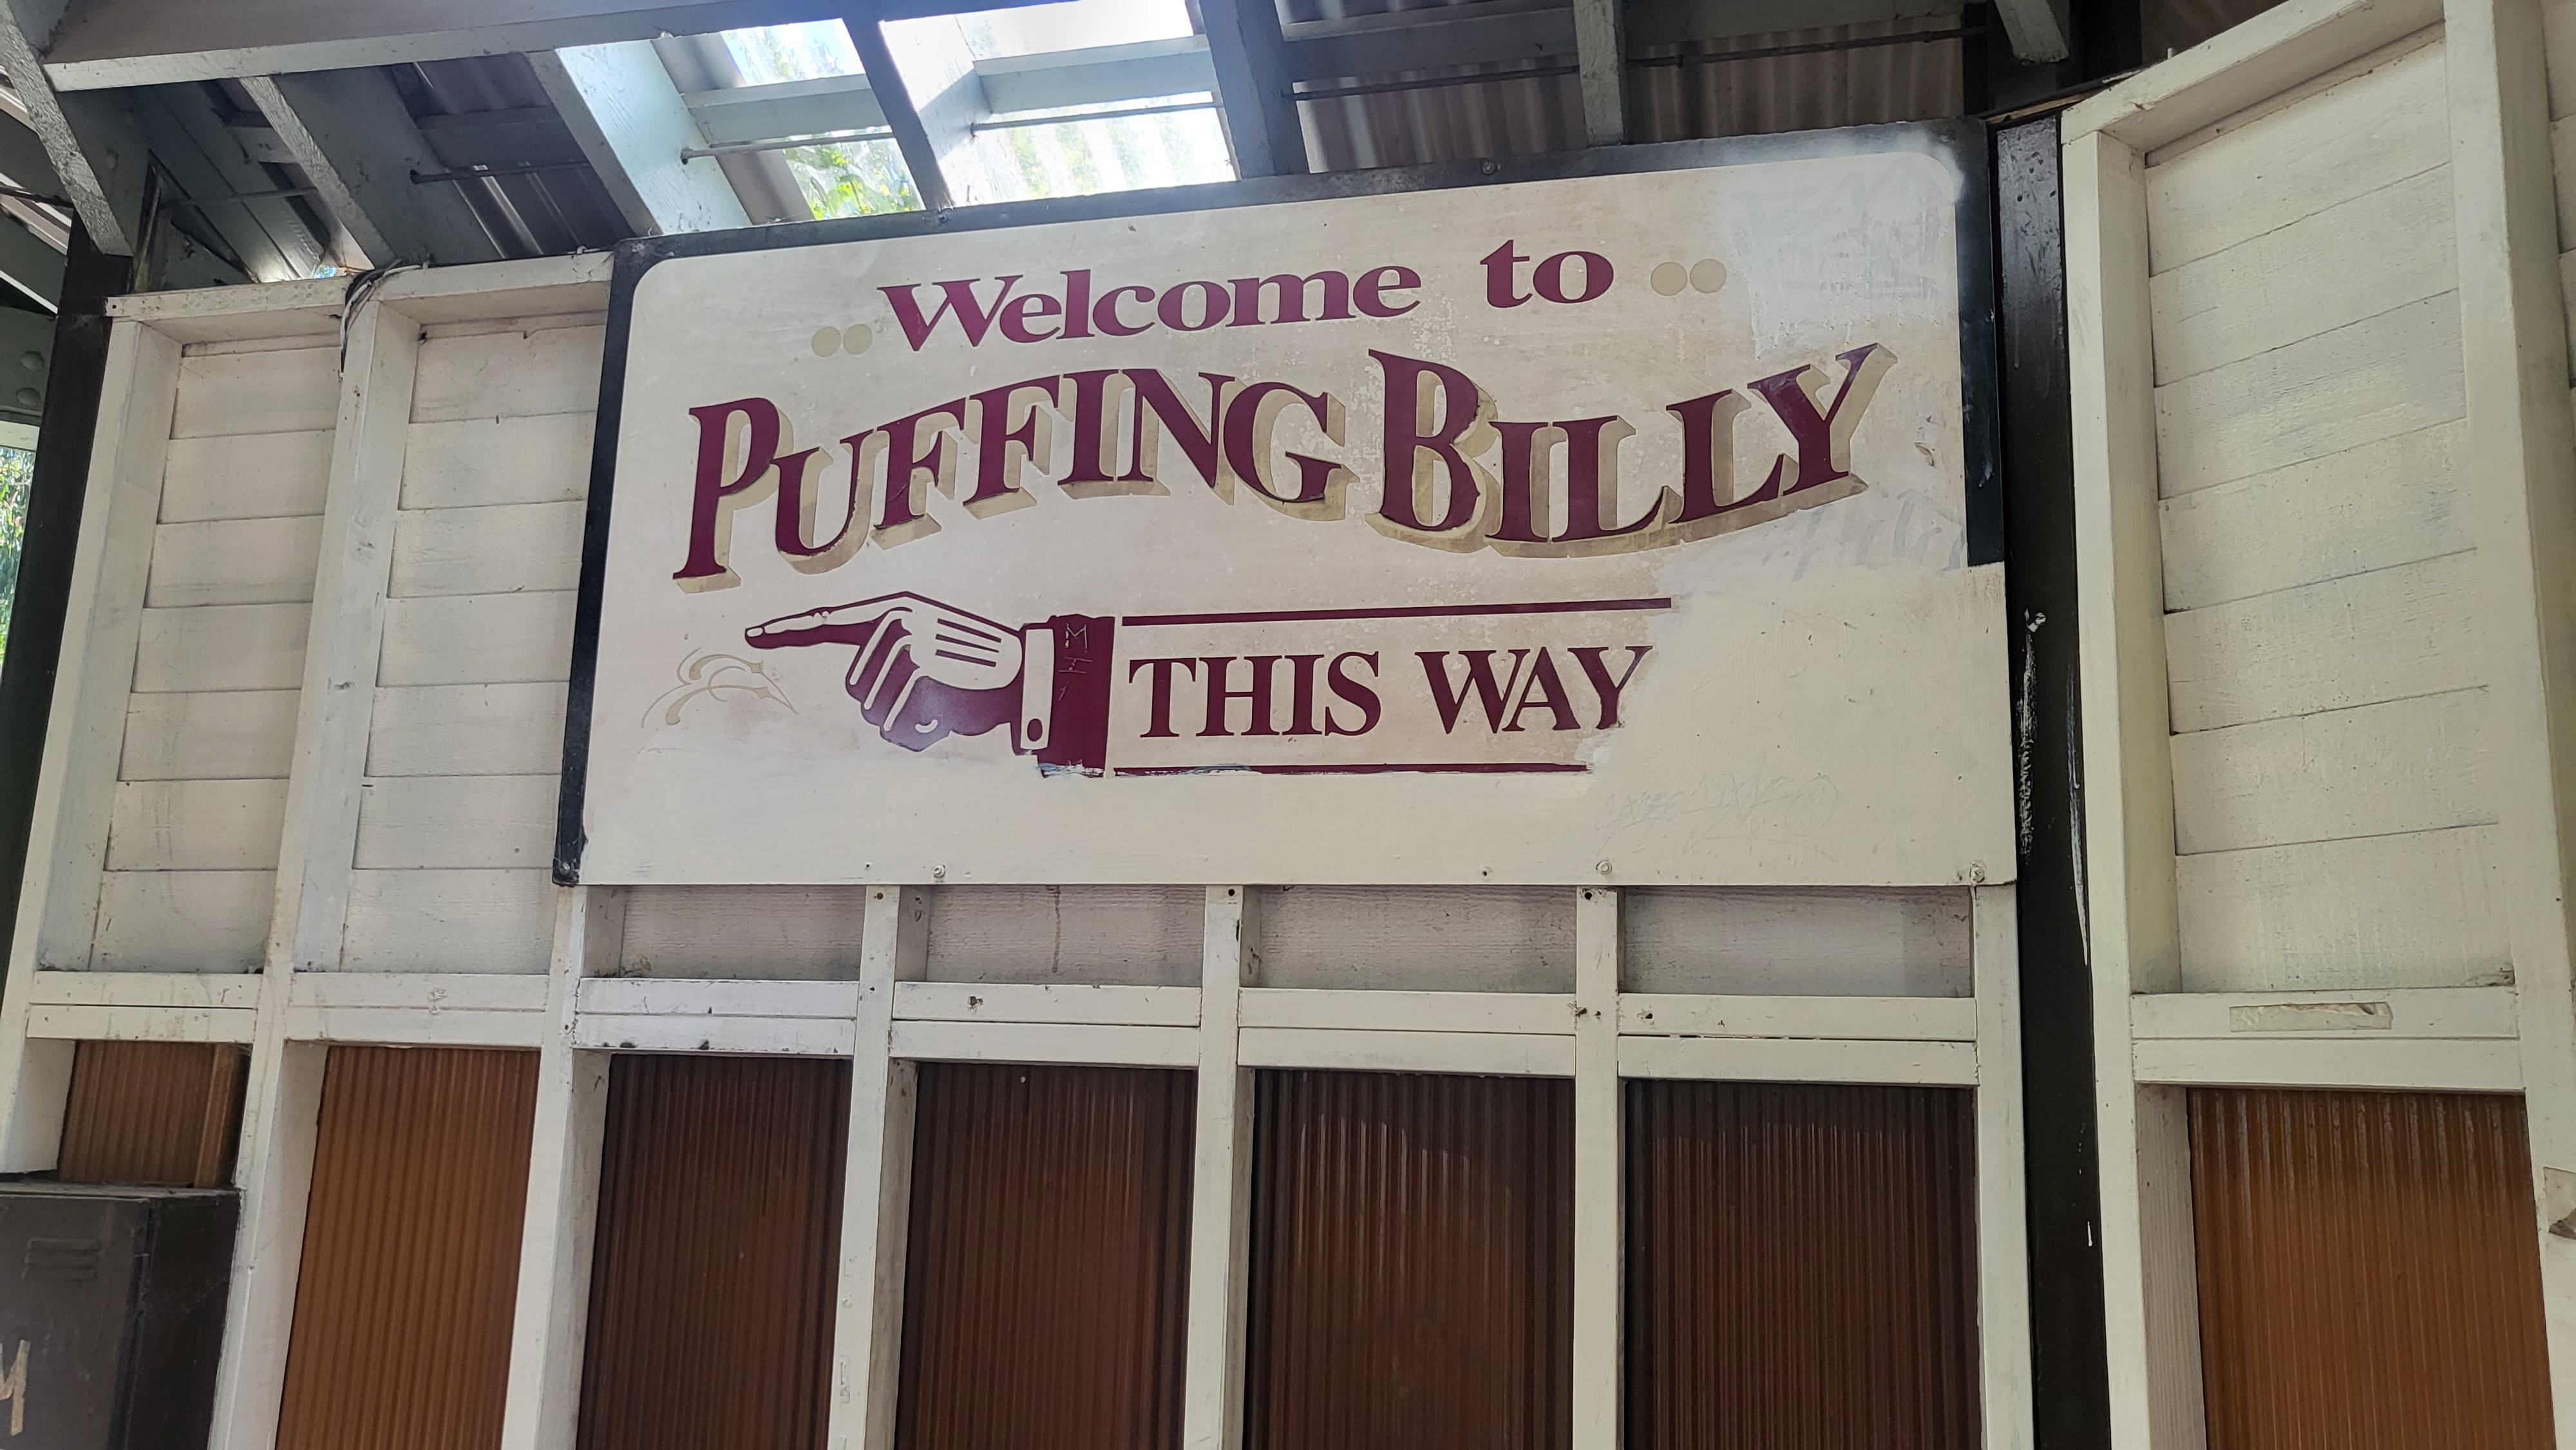 Welcome to
PUFFING BILLY
THIS WAY